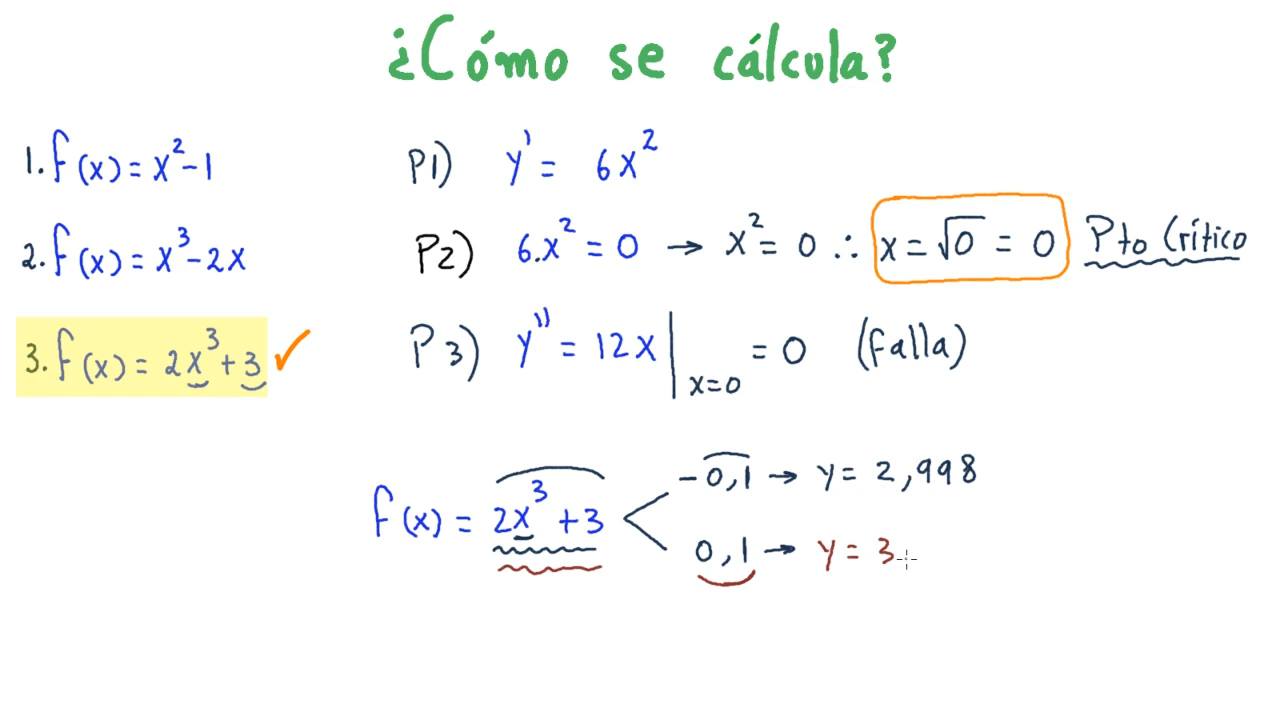 ¿Cómo se cálcula?
1. f(x) = x² - 1
2. f(x) = x³ - 2x
3. f(x) = 2x³ + 3 ✓
P1) y' = 6x²
P2) 6.x² = 0 → x² = 0 ∴ x = √0 = 0 Pto Crítico
P3) y'' = 12x |x=0 = 0 (Falla)
f(x) = 2x³ + 3
-0,1 → y = 2,998
0,1 → y = 3